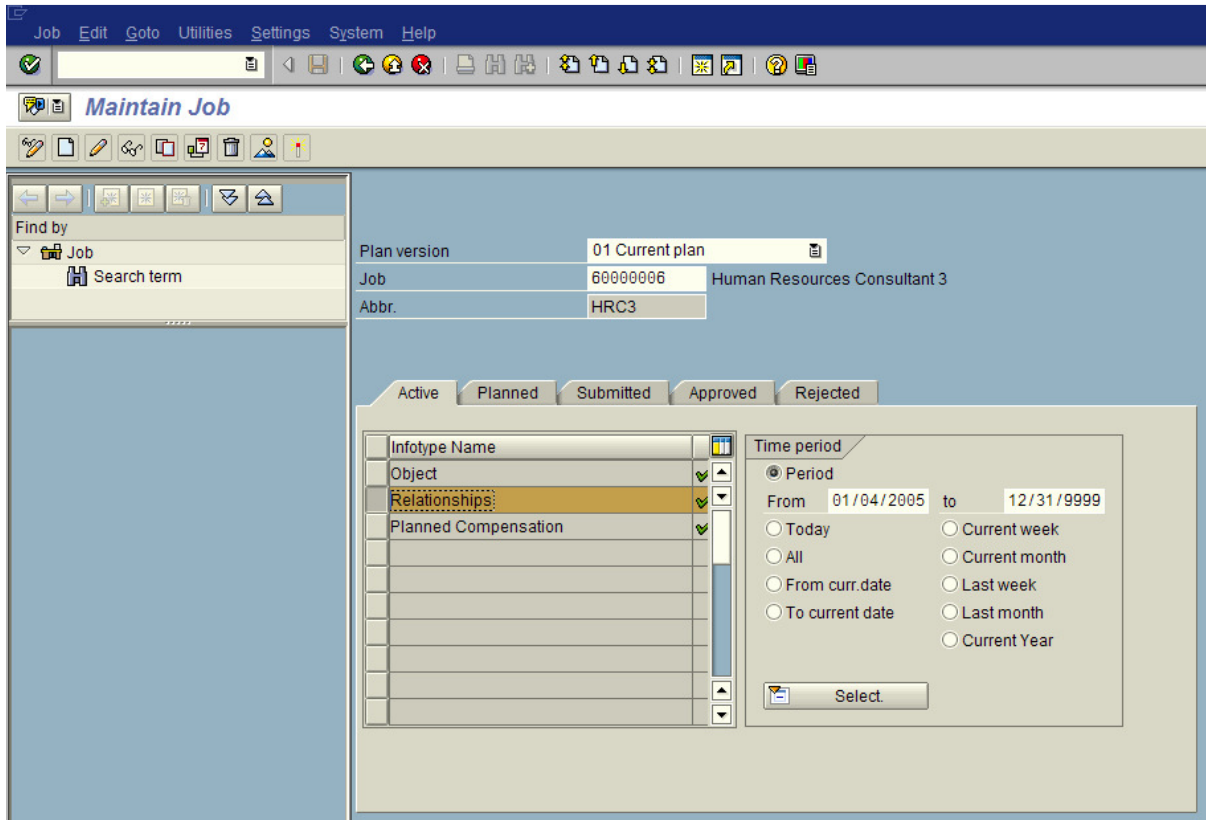 Job Edit Goto Utilities Settings System Help
Maintain Job
Find by
Job
Search term
Plan version 01 Current plan
Job 60000006 Human Resources Consultant 3
Abbr. HRC3
Active Planned Submitted Approved Rejected
Infotype Name
Object
Relationships
Planned Compensation
Time period
Period
From 01/04/2005 to 12/31/9999
Today Current week
All Current month
From curr.date Last week
To current date Last month
Current Year
Select.